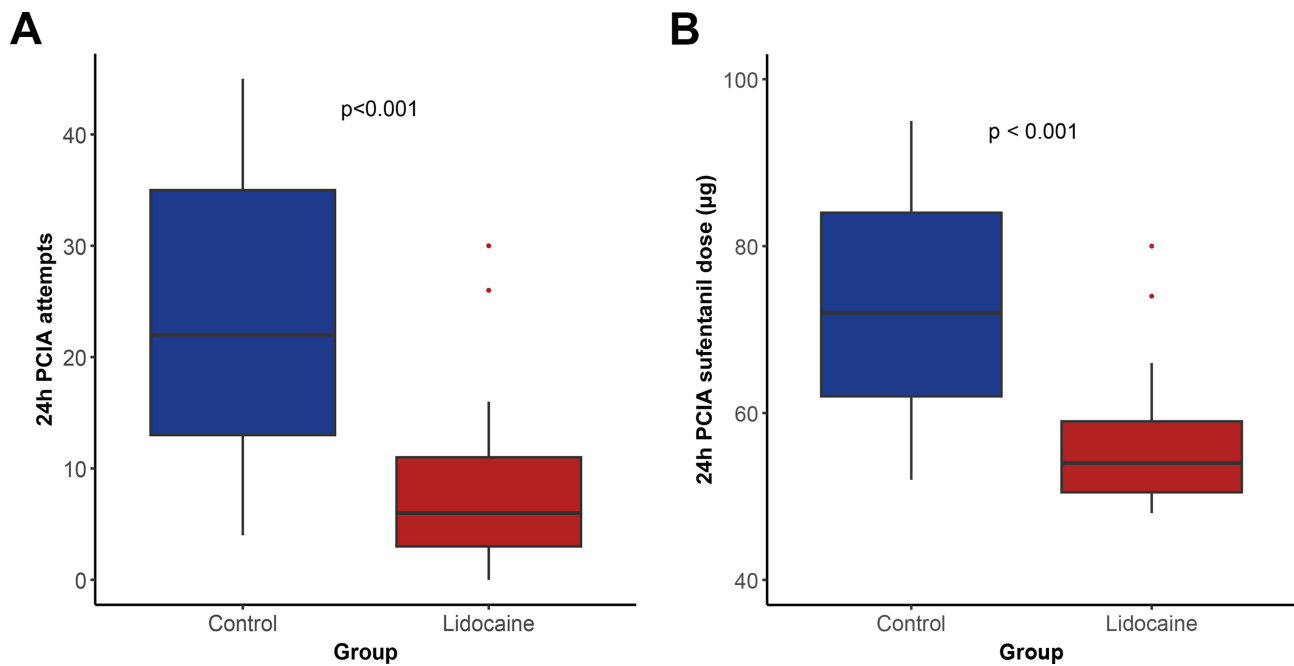 A
24h PCIA attempts
40
30
20
10
0
p<0.001
Control
Lidocaine
Group
B
24h PCIA sufentanil dose (μg)
100
80
60
40
p < 0.001
Control
Lidocaine
Group